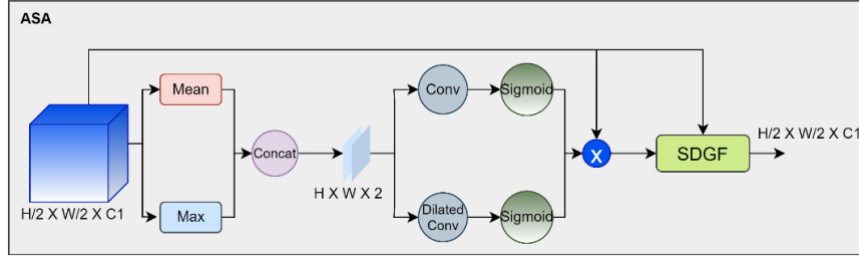 ASA
H/2 X W/2 X C1
Mean
Max
Concat
H X W X 2
Conv
Sigmoid
Dilated
Conv
Sigmoid
X
SDGF
H/2 X W/2 X C1